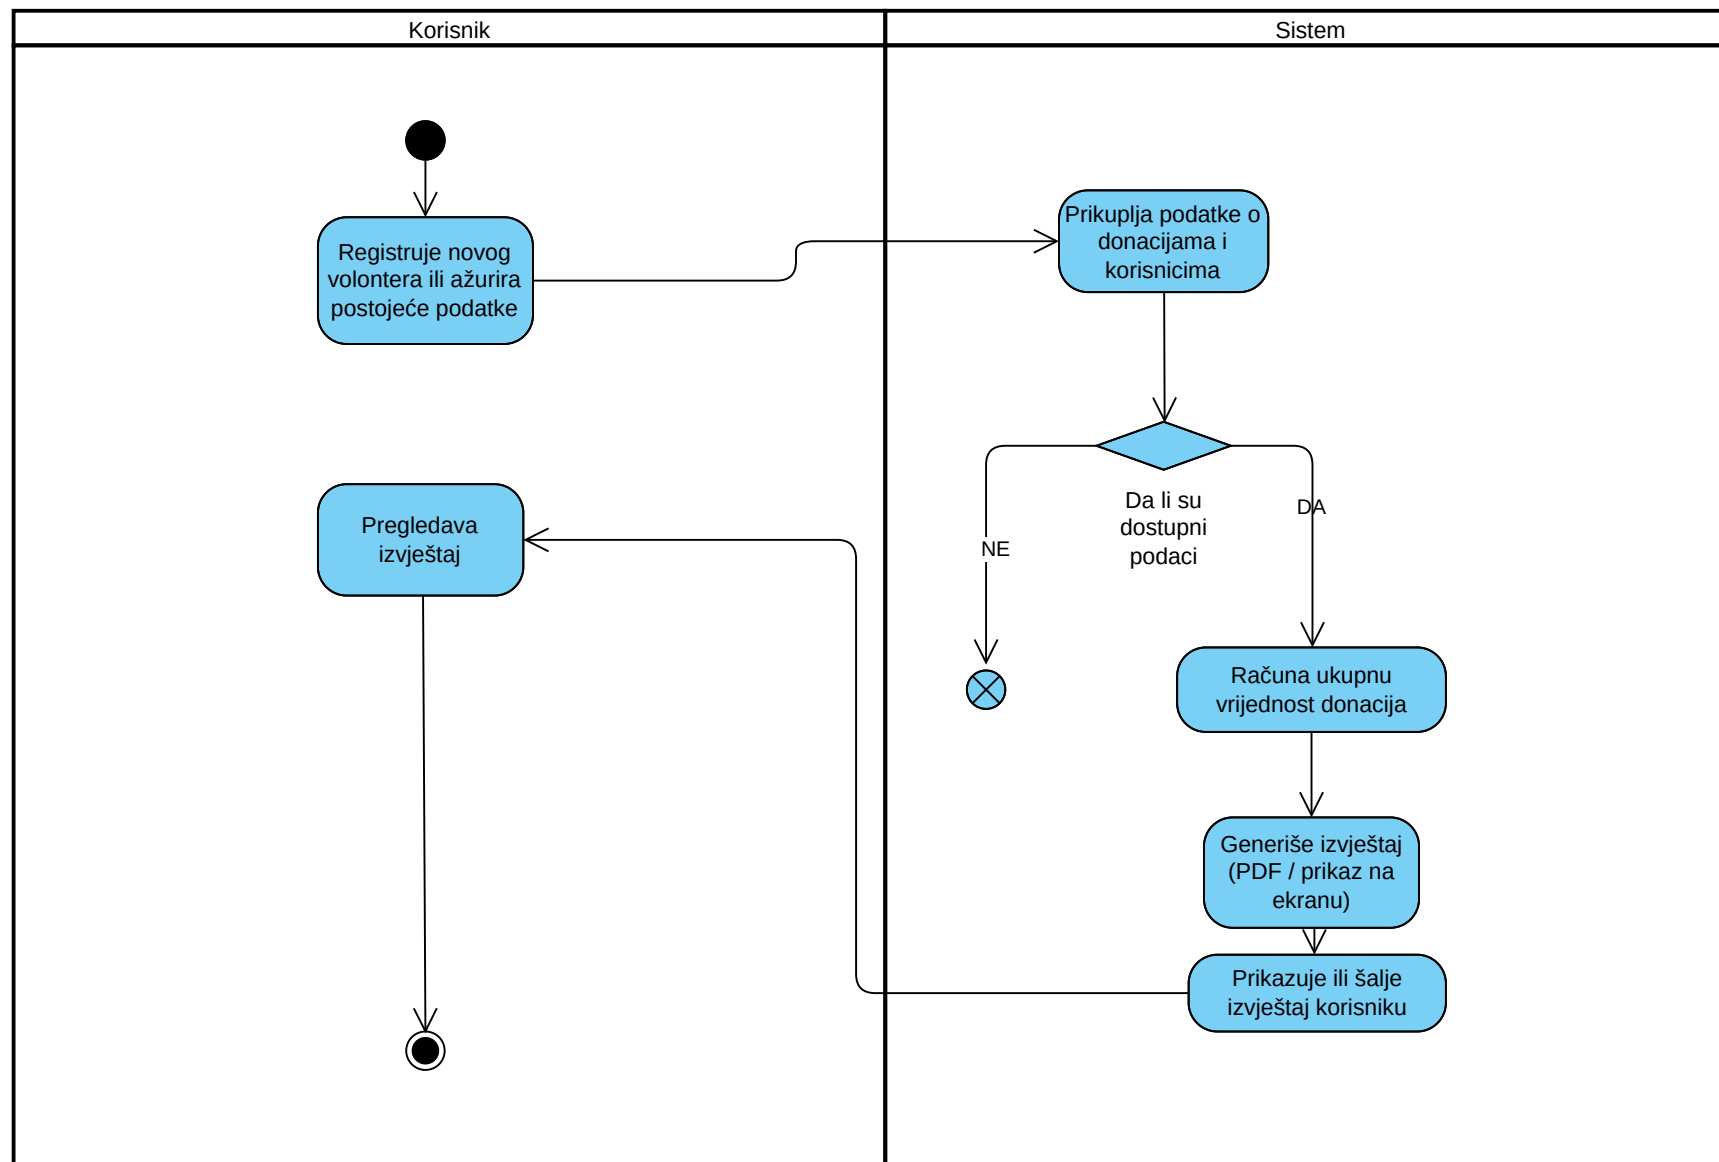 Korisnik
Sistem
Registruje novog
volontera ili ažurira
postojeće podatke
Prikuplja podatke o
donacijama i
korisnicima
Da li su
dostupni
podaci
NE
DA
Pregledava
izvještaj
Računa ukupnu
vrijednost donacija
Generiše izvještaj
(PDF / prikaz na
ekranu)
Prikazuje ili šalje
izvještaj korisniku